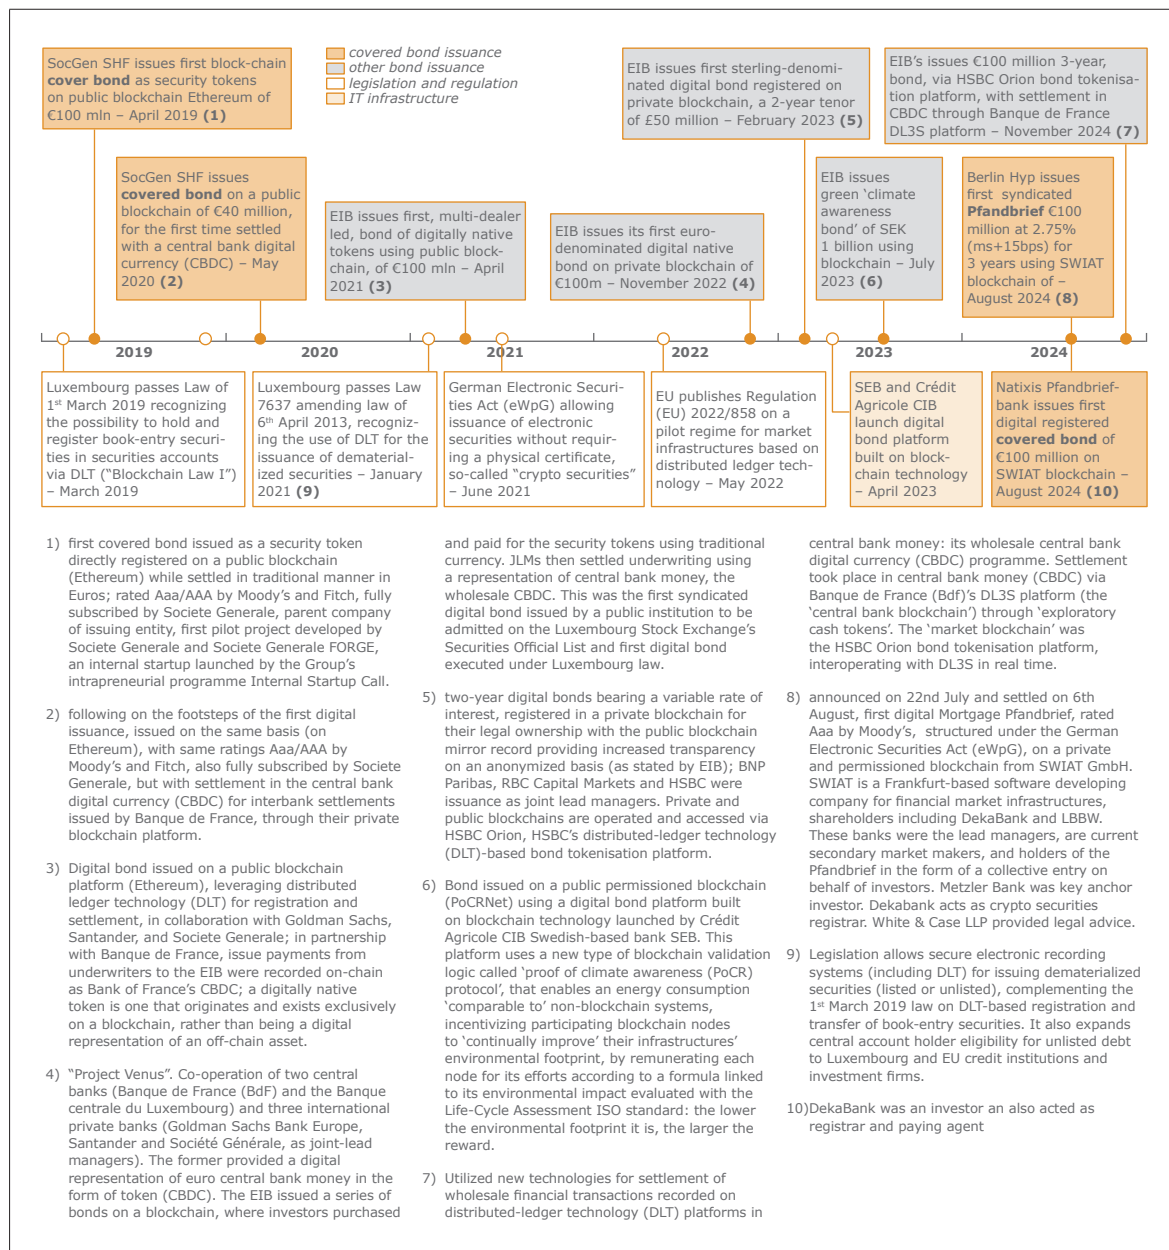 SocGen SHF issues first block-chain
cover bond as security tokens
on public blockchain Ethereum of
€100 mln – April 2019 (1)
covered bond issuance
other bond issuance
legislation and regulation
IT infrastructure
EIB issues first sterling-denomi-
nated digital bond registered on
private blockchain, a 2-year tenor
of £50 million – February 2023 (5)
EIB's issues €100 million 3-year,
bond, via HSBC Orion bond tokenisa-
tion platform, with settlement in
CBDC through Banque de France
DL3S platform – November 2024 (7)
SocGen SHF issues
covered bond on a public
blockchain of €40 million,
for the first time settled
with a central bank digital
currency (CBDC) – May
2020 (2)
EIB issues first, multi-dealer
led, bond of digitally native
tokens using public block-
chain, of €100 mln – April
2021 (3)
EIB issues its first euro-
denominated digital native
bond on private blockchain of
€100m – November 2022 (4)
EIB issues
green ‘climate
awareness
bond’ of SEK
1 billion using
blockchain – July
2023 (6)
Berlin Hyp issues
first  syndicated
Pfandbrief €100
million at 2.75%
(ms+15bps) for
3 years using SWIAT
blockchain of –
August 2024 (8)
2019
2020
2021
2022
2023
2024
Luxembourg passes Law of
1st March 2019 recognizing
the possibility to hold and
register book-entry securi-
ties in securities accounts
via DLT (“Blockchain Law I”)
– March 2019
Luxembourg passes Law
7637 amending law of
6th April 2013, recogniz-
ing the use of DLT for the
issuance of demateral-
ized securities – January
2021 (9)
German Electronic Securi-
ties Act (eWpG) allowing
issuance of electronic
securities without requir-
ing a physical certificate,
so-called “crypto securities”
– June 2021
EU publishes Regulation
(EU) 2022/858 on a
pilot regime for market
infrastructures based on
distributed ledger tech-
nology – May 2022
SEB and Crédit
Agricole CIB
launch digital
bond platform
built on block-
chain technology
– April 2023
Natixis Pfandbrief-
bank issues first
digital registered
covered bond of
€100 million on
SWIAT blockchain –
August 2024 (10)
1) first covered bond issued as a security token
directly registered on a public blockchain
(Ethereum) while settled in traditional manner in
Euros; rated Aaa/AAA by Moody's and Fitch, fully
subscribed by Societe Generale, parent company
of issuing entity, first pilot project developed by
Societe Generale and Societe Generale FORGE,
an internal startup launched by the Group's
intrapreneurial programme Internal Startup Call.
2) following on the footsteps of the first digital
issuance, issued on the same basis (on
Ethereum), with same ratings Aaa/AAA by
Moody's and Fitch, also fully subscribed by Societe
Generale, but with settlement in the central bank
digital currency (CBDC) for interbank settlements
issued by Banque de France, through their private
blockchain platform.
3) Digital bond issued on a public blockchain
platform (Ethereum), leveraging distributed
ledger technology (DLT) for registration and
settlement, in collaboration with Goldman Sachs,
Santander, and Societe Generale; in partnership
with Banque de France, issue payments from
underwriters to the EIB were recorded on-chain
as Bank of France's CBDC; a digitally native
token is one that originates and exists exclusively
on a blockchain, rather than being a digital
representation of an off-chain asset.
4) “Project Venus”. Co-operation of two central
banks (Banque de France (BdF) and the Banque
centrale du Luxembourg) and three international
private banks (Goldman Sachs Bank Europe,
Santander and Société Générale, as joint-lead
managers). The former provided a digital
representation of euro central bank money in the
form of token (CBDC). The EIB issued a series of
bonds on a blockchain, where investors purchased
and paid for the security tokens using traditional
currency. JLMs then settled underwriting using
a representation of central bank money, the
wholesale CBDC. This was the first syndicated
digital bond issued by a public institution to be
admitted on the Luxembourg Stock Exchange's
Securities Official List and first digital bond
executed under Luxembourg law.
5) two-year digital bonds bearing a variable rate of
interest, registered in a private blockchain for
their legal ownership with the public blockchain
mirror record providing increased transparency
on an anonymized basis (as stated by EIB); BNP
Paribas, RBC Capital Markets and HSBC were
issuance as joint lead managers. Private and
public blockchains are operated and accessed via
HSBC Orion, HSBC's distributed-ledger technology
(DLT)-based bond tokenisation platform.
6) Bond issued on a public permissioned blockchain
(PoCRNet) using a digital bond platform built
on blockchain technology launched by Crédit
Agricole CIB Swedish-based bank SEB. This
platform uses a new type of blockchain validation
logic called ‘proof of climate awareness (PoCR)
protocol’, that enables an energy consumption
‘comparable to’ non-blockchain systems,
incentivizing participating blockchain nodes
to ‘continually improve’ their infrastructures’
environmental footprint, by remunerating each
node for its efforts according to a formula linked
to its environmental impact evaluated with the
Life-Cycle Assessment ISO standard: the lower
the environmental footprint it is, the larger the
reward.
7) Utilized new technologies for settlement of
wholesale financial transactions recorded on
distributed-ledger technology (DLT) platforms in
central bank money: its wholesale central bank
digital currency (CBDC) programme. Settlement
took place in central bank money (CBDC) via
Banque de France (Bdf)'s DL3S platform (the
‘central bank blockchain’) through ‘exploratory
cash tokens’. The ‘market blockchain’ was
the HSBC Orion bond tokenisation platform,
interoperating with DL3S in real time.
8) announced on 22nd July and settled on 6th
August, first digital Mortgage Pfandbrief, rated
Aaa by Moody's,  structured under the German
Electronic Securities Act (eWpG), on a private
and permissioned blockchain from SWIAT GmbH.
SWIAT is a Frankfurt-based software developing
company for financial market infrastructures,
shareholders including DekaBank and LBBW.
These banks were the lead managers, are current
secondary market makers, and holders of the
Pfandbrief in the form of a collective entry on
behalf of investors. Metzler Bank was key anchor
investor. Dekabank acts as crypto securities
registrar. White & Case LLP provided legal advice.
9) Legislation allows secure electronic recording
systems (including DLT) for issuing dematerialized
securities (listed or unlisted), complementing the
1st March 2019 law on DLT-based registration and
transfer of book-entry securities. It also expands
central account holder eligibility for unlisted debt
to Luxembourg and EU credit institutions and
investment firms.
10)DekaBank was an investor an also acted as
registrar and paying agent